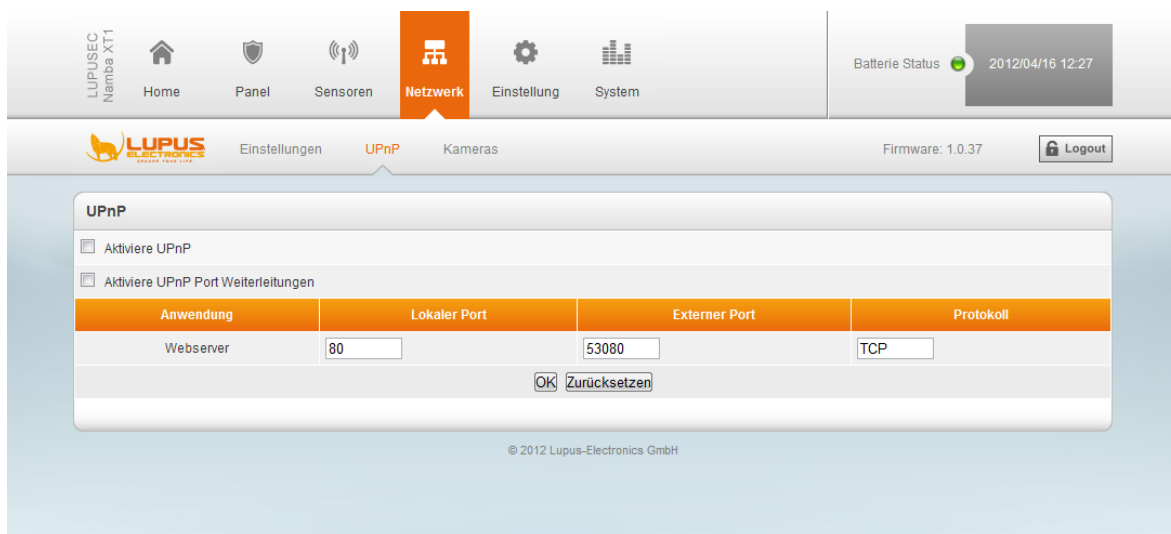 LUPUSEC
Namba XT1
Home
Panel
Sensoren
Netzwerk
Einstellung
System
Batterie Status
2012/04/16 12:27
LUPUS
ELECTRONICS
Einstellungen
UPnP
Kameras
Firmware: 1.0.37
Logout
UPnP
Aktiviere UPnP
Aktiviere UPnP Port Weiterleitungen
Anwendung Lokaler Port Externer Port Protokoll
Webserver 80 53080 TCP
OK Zurücksetzen
© 2012 Lupus-Electronics GmbH